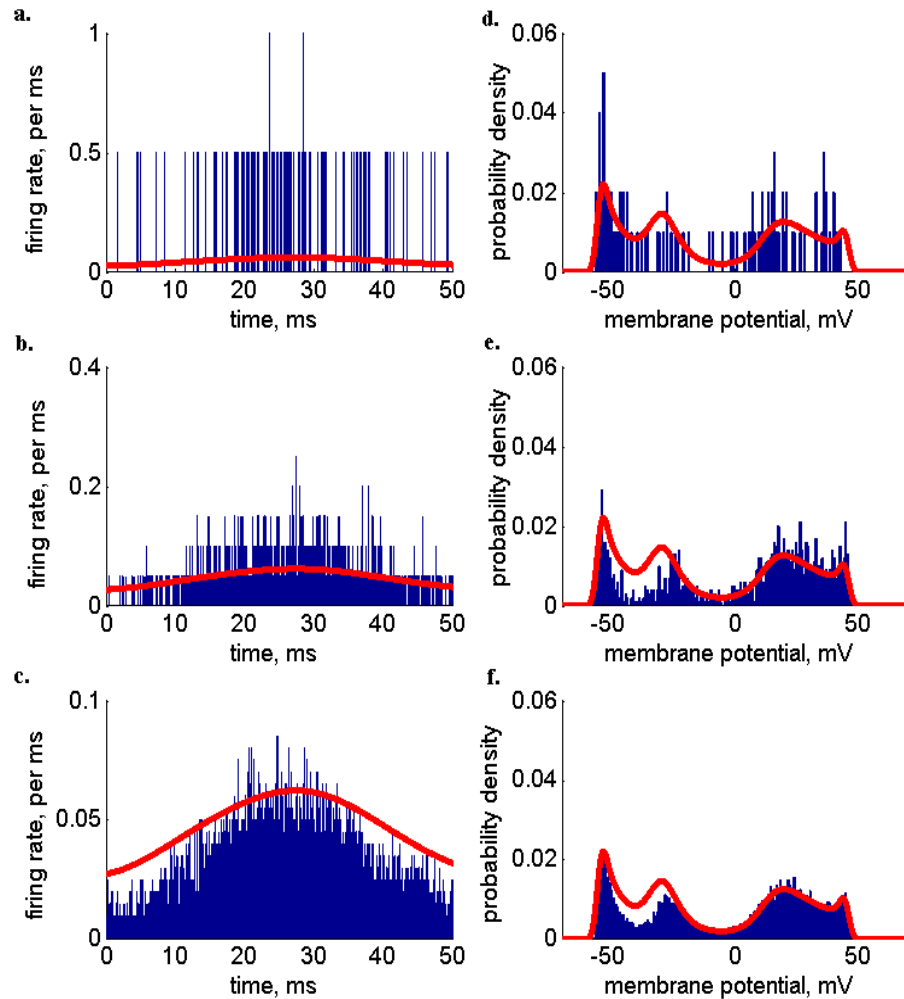 a.
1
0.5
0
firing rate, per ms
0 10 20 30 40 50
time, ms
d.
0.06
0.04
0.02
0
probability density
-50 0 50
membrane potential, mV
b.
0.4
0.2
0
firing rate, per ms
0 10 20 30 40 50
time, ms
e.
0.06
0.04
0.02
0
probability density
-50 0 50
membrane potential, mV
c.
0.1
0.05
0
firing rate, per ms
0 10 20 30 40 50
time, ms
f.
0.06
0.04
0.02
0
probability density
-50 0 50
membrane potential, mV